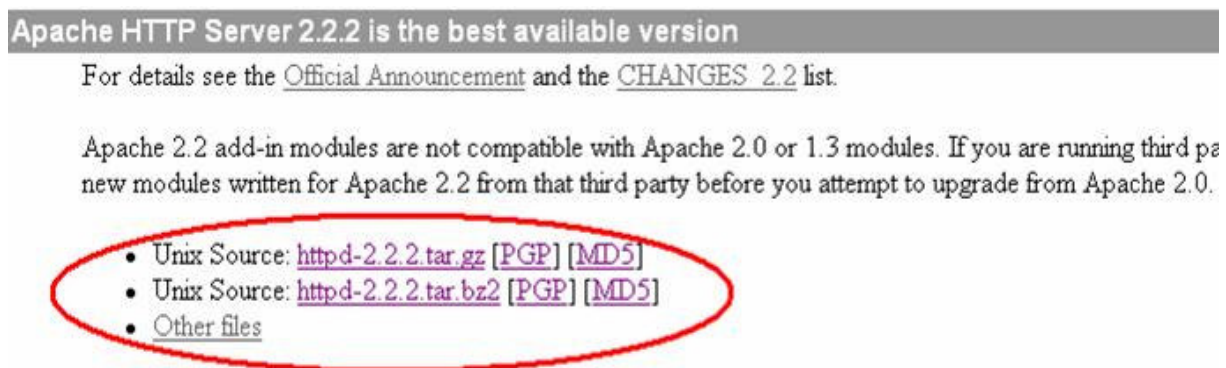 Apache HTTP Server 2.2.2 is the best available version
For details see the Official Announcement and the CHANGES_2.2 list.
Apache 2.2 add-in modules are not compatible with Apache 2.0 or 1.3 modules. If you are running third pa
new modules written for Apache 2.2 from that third party before you attempt to upgrade from Apache 2.0.
• Unix Source: httpd-2.2.2.tar.gz [PGP] [MD5]
• Unix Source: httpd-2.2.2.tar.bz2 [PGP] [MD5]
• Other files